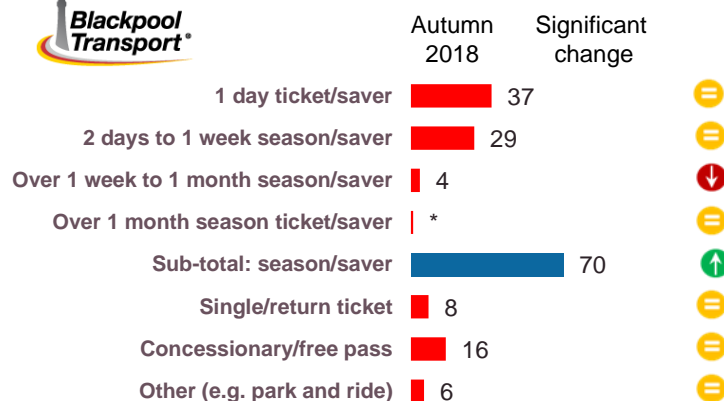 Blackpool
Transport
Autumn 2018
Significant change
1 day ticket/saver 37
2 days to 1 week season/saver 29
Over 1 week to 1 month season/saver 4
Over 1 month season ticket/saver *
Sub-total: season/saver 70
Single/return ticket 8
Concessionary/free pass 16
Other (e.g. park and ride) 6